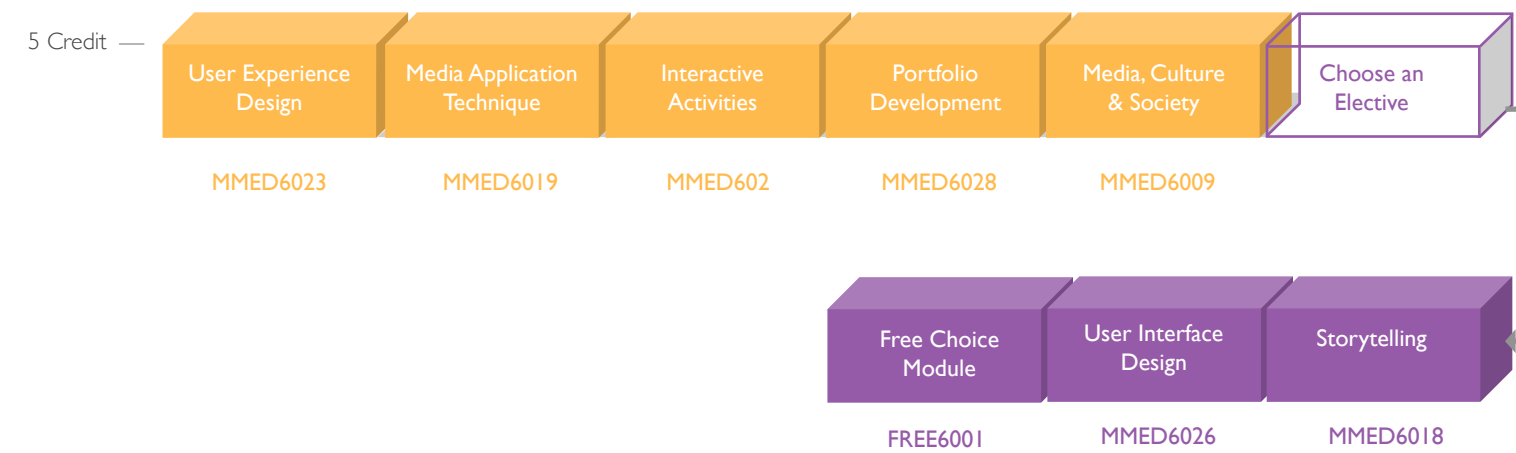 5 Credit
User Experience
Design
Media Application
Technique
Interactive
Activities
Portfolio
Development
Media, Culture
& Society
Choose an
Elective
MMED6023
MMED6019
MMED602
MMED6028
MMED6009
Free Choice
Module
User Interface
Design
Storytelling
FREE6001
MMED6026
MMED6018